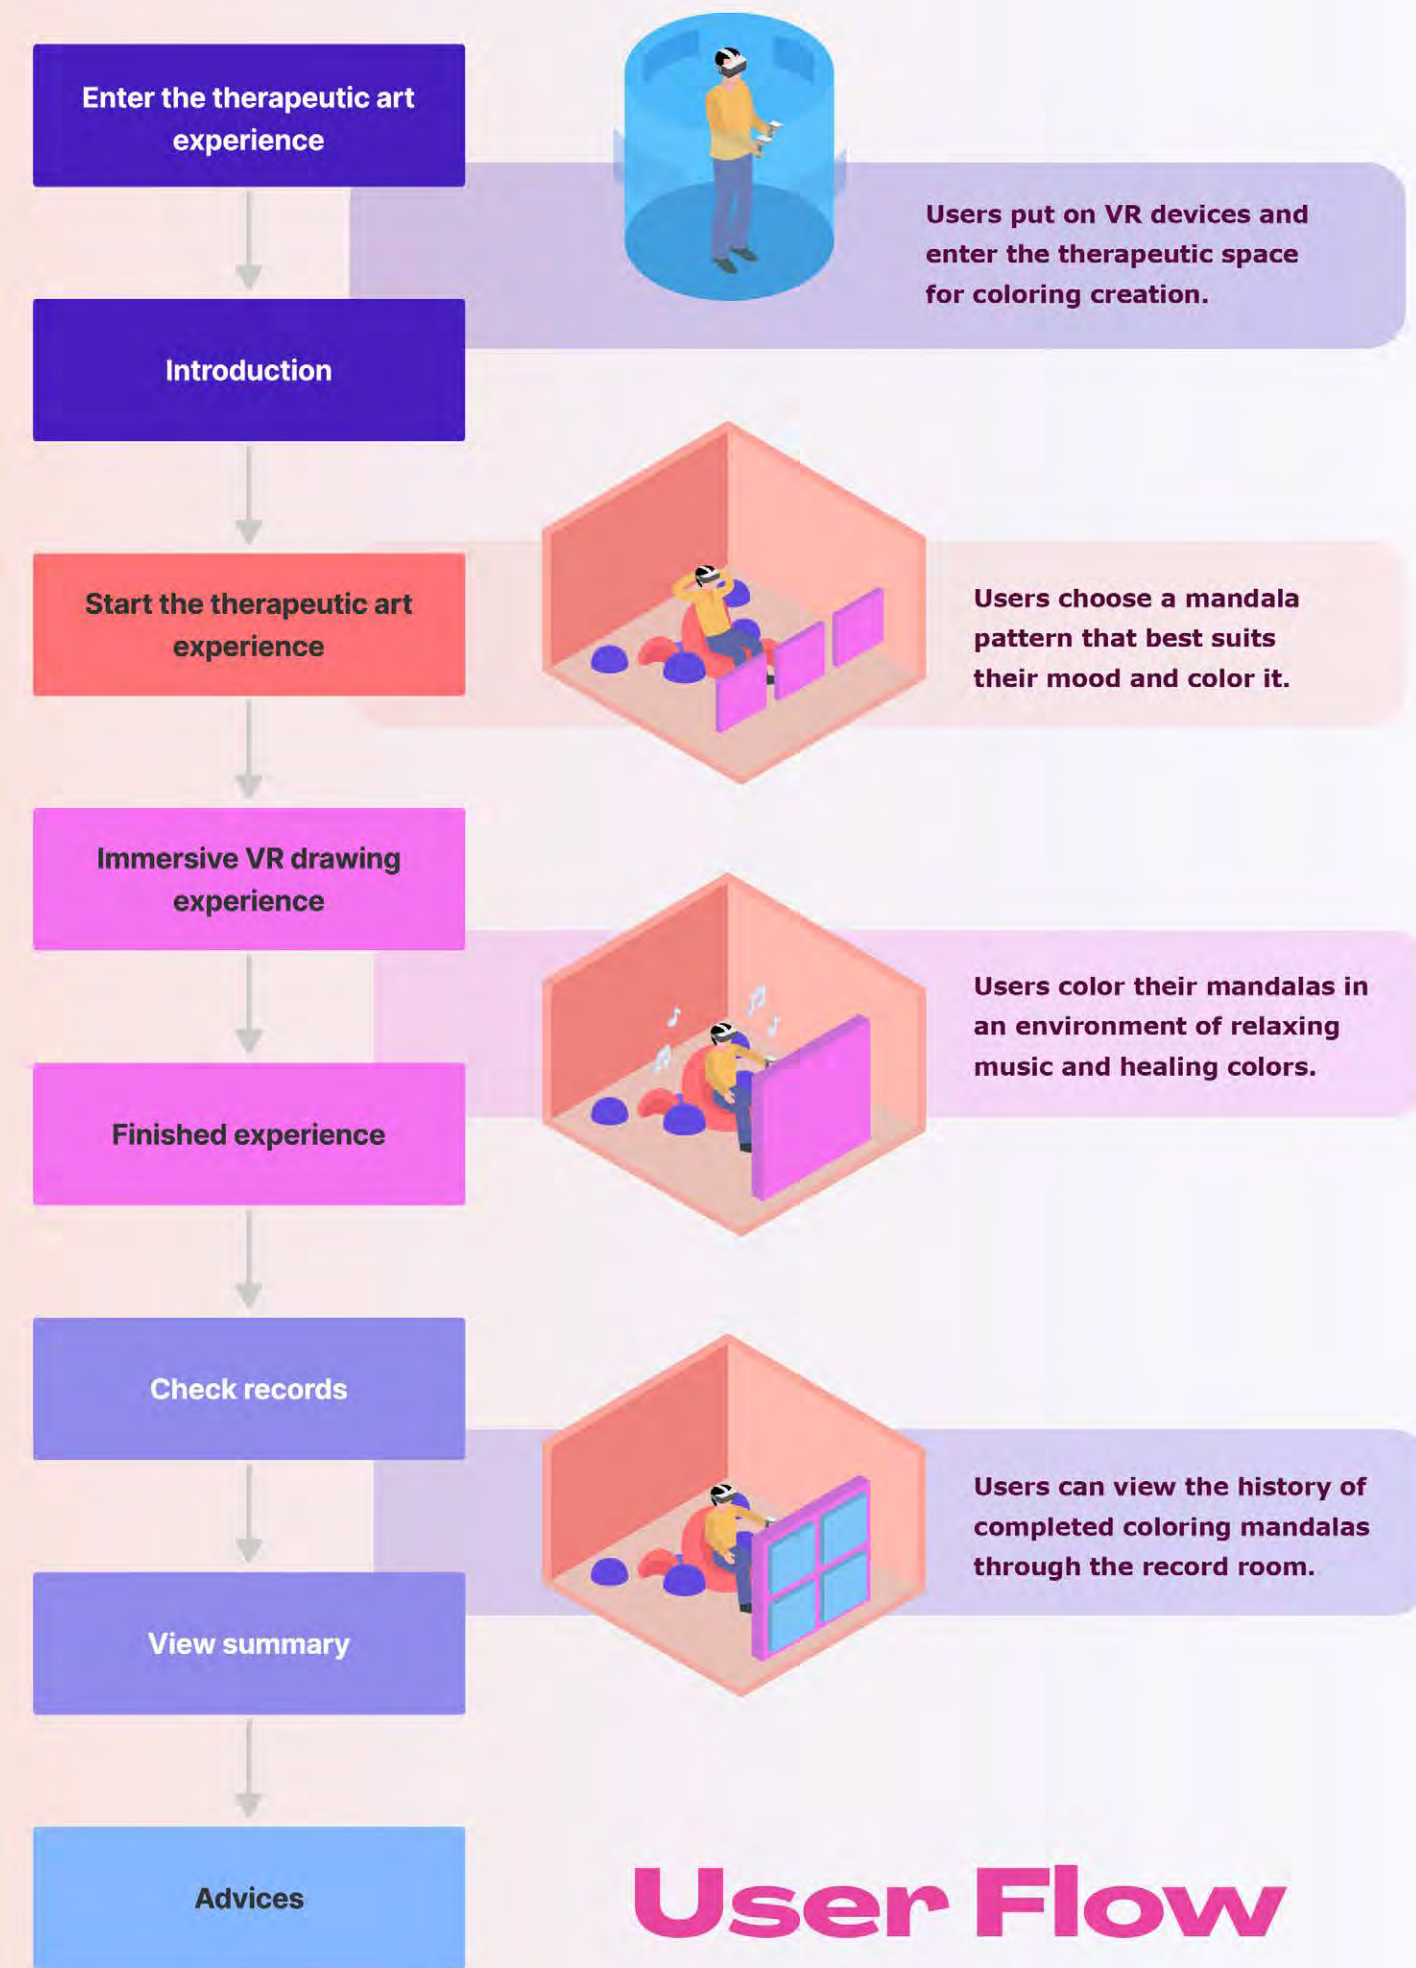 Enter the therapeutic art
experience
Users put on VR devices and
enter the therapeutic space
for coloring creation.
Introduction
Start the therapeutic art
experience
Users choose a mandala
pattern that best suits
their mood and color it.
Immersive VR drawing
experience
Users color their mandalas in
an environment of relaxing
music and healing colors.
Finished experience
Check records
Users can view the history of
completed coloring mandalas
through the record room.
View summary
Advices
User Flow